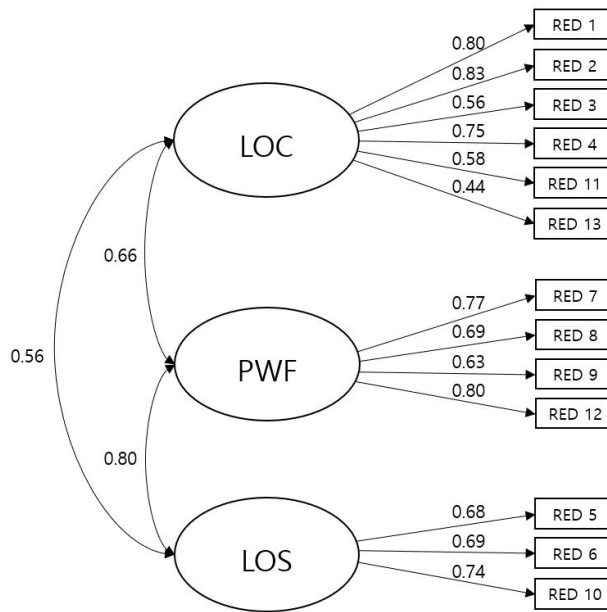 RED 1
0.80
RED 2
0.83
RED 3
0.56
LOC
RED 4
0.75
RED 11
0.58
RED 13
0.44
0.66
0.56
RED 7
0.77
RED 8
0.69
PWF
RED 9
0.63
RED 12
0.80
0.80
RED 5
0.68
LOS
RED 6
0.69
RED 10
0.74